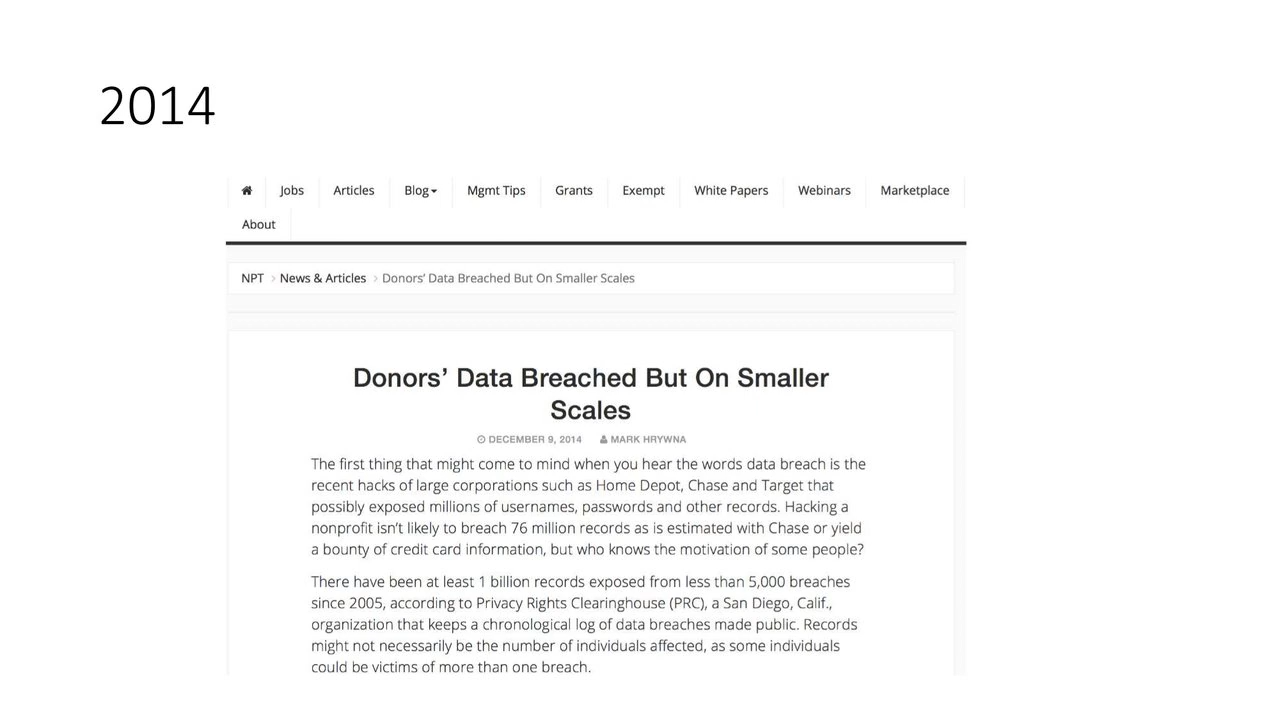 2014
Jobs Articles Blog Mgmt Tips Grants Exempt White Papers Webinars Marketplace
About
NPT > News & Articles > Donors’ Data Breached But On Smaller Scales
Donors’ Data Breached But On Smaller
Scales
DECEMBER 9, 2014 MARK HRYWNA
The first thing that might come to mind when you hear the words data breach is the
recent hacks of large corporations such as Home Depot, Chase and Target that
possibly exposed millions of usernames, passwords and other records. Hacking a
nonprofit isn’t likely to breach 76 million records as is estimated with Chase or yield
a bounty of credit card information, but who knows the motivation of some people?
There have been at least 1 billion records exposed from less than 5,000 breaches
since 2005, according to Privacy Rights Clearinghouse (PRC), a San Diego, Calif.,
organization that keeps a chronological log of data breaches made public. Records
might not necessarily be the number of individuals affected, as some individuals
could be victims of more than one breach.